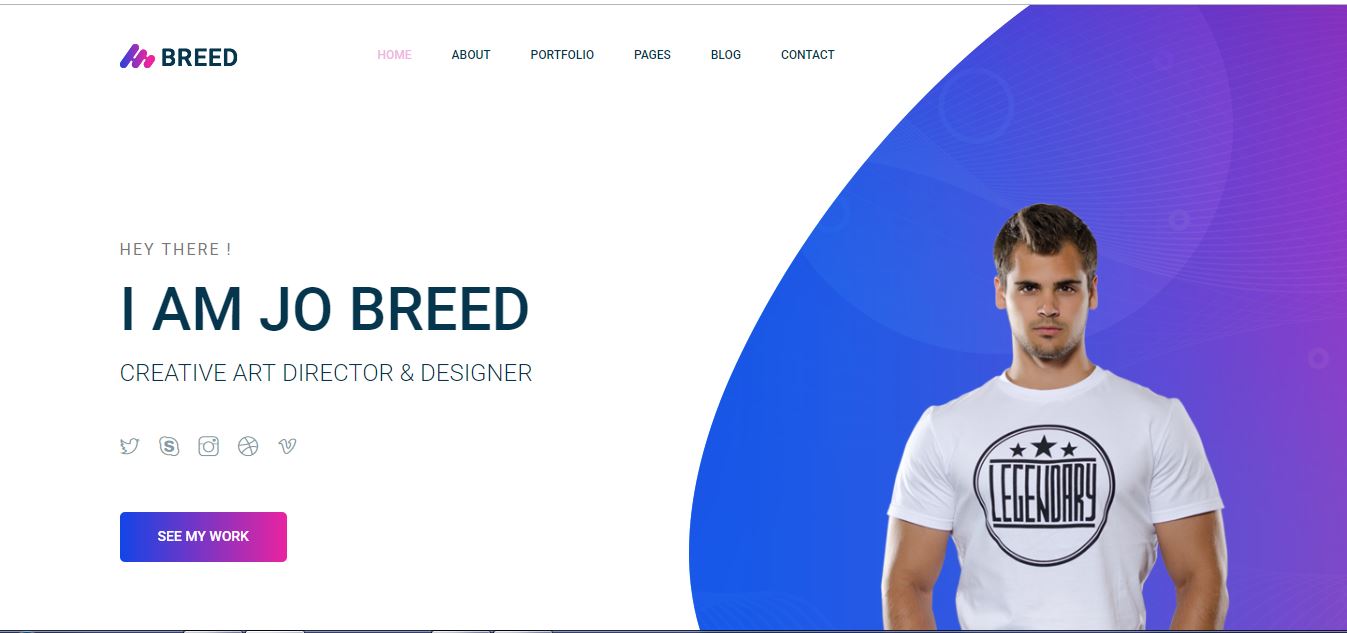 BREED
HOME ABOUT PORTFOLIO PAGES BLOG CONTACT
HEY THERE !
I AM JO BREED
CREATIVE ART DIRECTOR & DESIGNER
SEE MY WORK
LEGENDARY